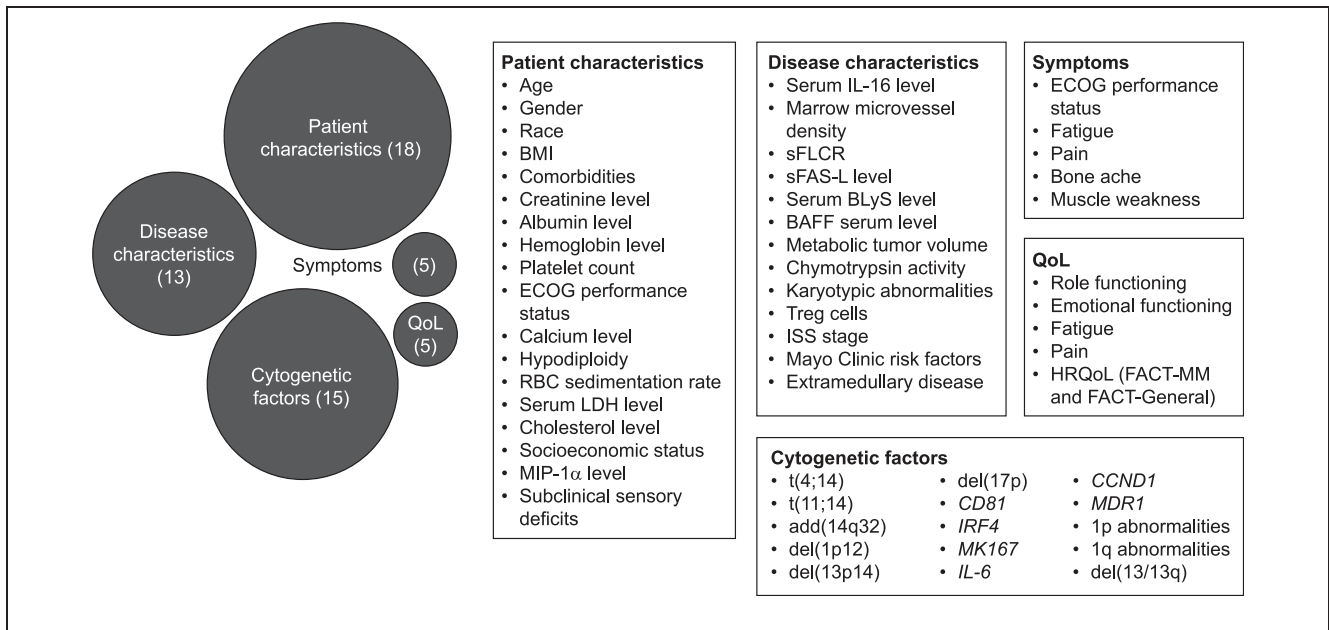 Patient
characteristics (18)
Disease
characteristics
(13)
Symptoms
(5)
QoL
(5)
Cytogenetic
factors (15)
Patient characteristics
• Age
• Gender
• Race
• BMI
• Comorbidities
• Creatinine level
• Albumin level
• Hemoglobin level
• Platelet count
• ECOG performance
status
• Calcium level
• Hypodiploidy
• RBC sedimentation rate
• Serum LDH level
• Cholesterol level
• Socioeconomic status
• MIP-1α level
• Subclinical sensory
deficits
Disease characteristics
• Serum IL-16 level
• Marrow microvessel
density
• sFLCR
• sFAS-L level
• Serum BLyS level
• BAFF serum level
• Metabolic tumor volume
• Chymotrypsin activity
• Karyotypic abnormalities
• Treg cells
• ISS stage
• Mayo Clinic risk factors
• Extramedullary disease
Symptoms
• ECOG performance
status
• Fatigue
• Pain
• Bone ache
• Muscle weakness
QoL
• Role functioning
• Emotional functioning
• Fatigue
• Pain
• HRQoL (FACT-MM
and FACT-General)
Cytogenetic factors
• t(4;14)
• t(11;14)
• add(14q32)
• del(1p12)
• del(13p14)
• del(17p)
• CD81
• IRF4
• MK167
• IL-6
• CCND1
• MDR1
• 1p abnormalities
• 1q abnormalities
• del(13/13q)